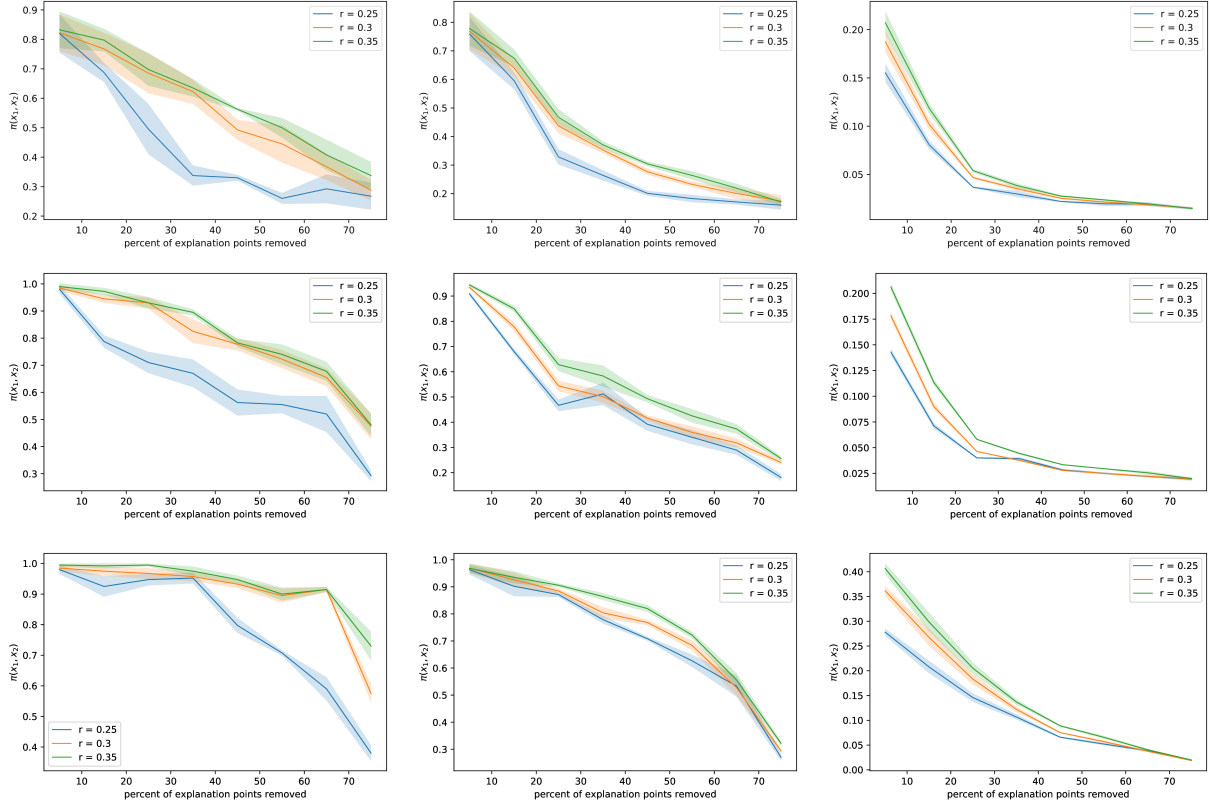 0.9
0.8
0.7
0.6
0.5
0.4
0.3
0.2
π(x₁, x₂)
r = 0.25
r = 0.3
r = 0.35
10 20 30 40 50 60 70
percent of explanation points removed
0.8
0.7
0.6
0.5
0.4
0.3
0.2
π(x₁, x₂)
r = 0.25
r = 0.3
r = 0.35
10 20 30 40 50 60 70
percent of explanation points removed
0.20
0.15
0.10
0.05
π(x₁, x₂)
r = 0.25
r = 0.3
r = 0.35
10 20 30 40 50 60 70
percent of explanation points removed
1.0
0.9
0.8
0.7
0.6
0.5
0.4
0.3
π(x₁, x₂)
r = 0.25
r = 0.3
r = 0.35
10 20 30 40 50 60 70
percent of explanation points removed
0.9
0.8
0.7
0.6
0.5
0.4
0.3
0.2
π(x₁, x₂)
r = 0.25
r = 0.3
r = 0.35
10 20 30 40 50 60 70
percent of explanation points removed
0.200
0.175
0.150
0.125
0.100
0.075
0.050
0.025
π(x₁, x₂)
r = 0.25
r = 0.3
r = 0.35
10 20 30 40 50 60 70
percent of explanation points removed
1.0
0.9
0.8
0.7
0.6
0.5
0.4
π(x₁, x₂)
r = 0.25
r = 0.3
r = 0.35
10 20 30 40 50 60 70
percent of explanation points removed
1.0
0.9
0.8
0.7
0.6
0.5
0.4
0.3
π(x₁, x₂)
r = 0.25
r = 0.3
r = 0.35
10 20 30 40 50 60 70
percent of explanation points removed
0.40
0.35
0.30
0.25
0.20
0.15
0.10
0.05
0.00
π(x₁, x₂)
r = 0.25
r = 0.3
r = 0.35
10 20 30 40 50 60 70
percent of explanation points removed